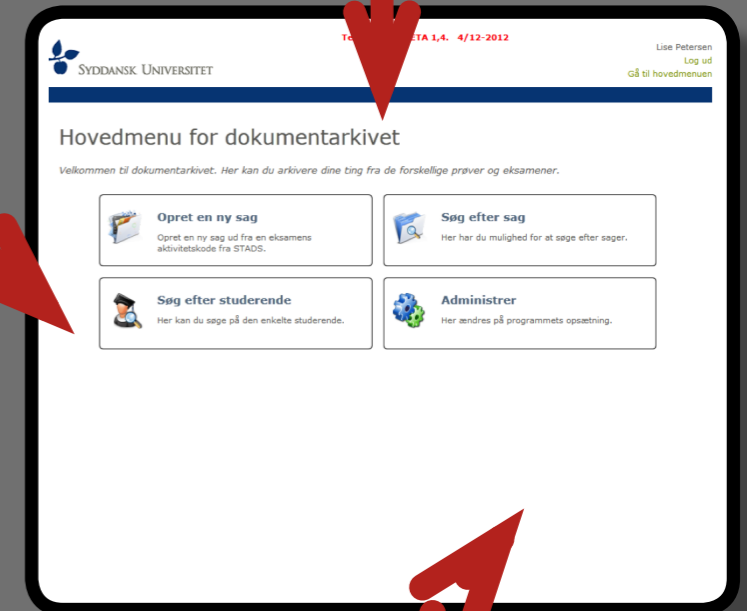 ETA 1,4. 4/12-2012
Lise Petersen
Log ud
Gå til hovedmenuen
SYDDANSK UNIVERSITET
Hovedmenu for dokumentarkivet
Velkommen til dokumentarkivet. Her kan du arkivere dine ting fra de forskellige prøver og eksamener.
Opret en ny sag
Opret en ny sag ud fra en eksamens
aktivitetskode fra STADS.
Søg efter sag
Her har du mulighed for at søge efter sager.
Søg efter studerende
Her kan du søge på den enkelte studerende.
Administrer
Her ændres på programmets opsætning.